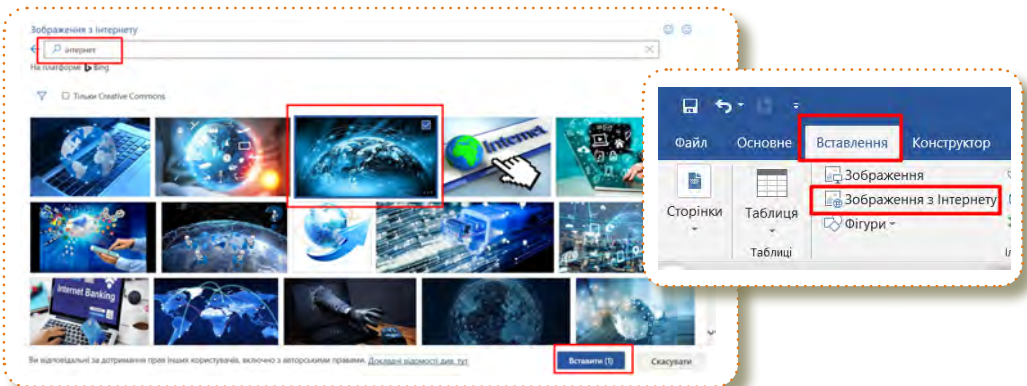 Зображення з Інтернету
інтернет
На платформе Bing
Тільки Creative Commons
Internet
Internet Banking
Ви відповідальні за дотримання прав інших користувачів, включно з авторськими правами. Докладні відомості див. тут
Вставити (1)
Скасувати
Файл
Основне
Вставлення
Конструктор
Сторінки
Таблиця
Таблиці
Зображення
Зображення з Інтернету
Фігури